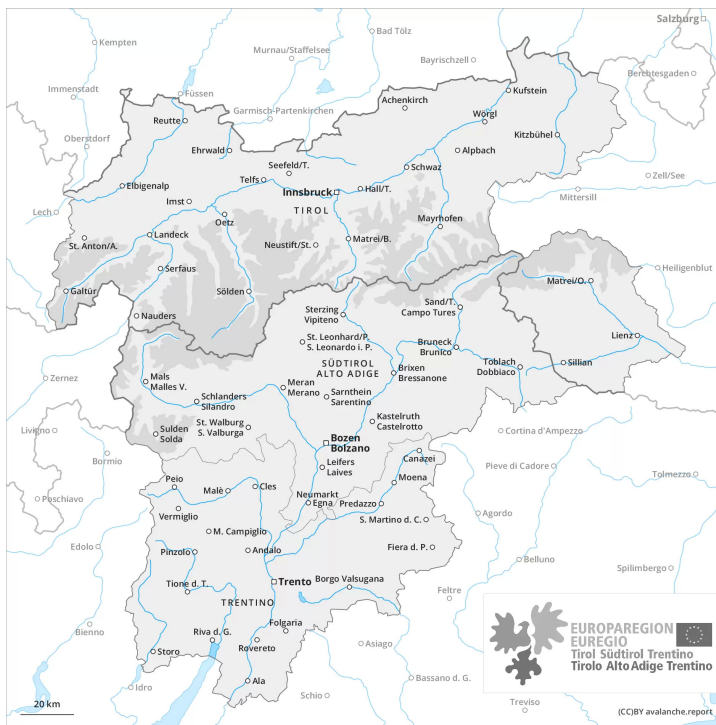 Salzburg
Kempten
Bad Tölz
Murnau/Staffelsee
Bayrischzell
Berchtesgaden
Immenstadt
Füssen
Kufstein
Achenkirch
Garmisch-Partenkirchen
Reutte
Wörgl
Oberstdorf
Kitzbühel
Ehrwald
Alpbach
Seefeld/T.
Schwaz
Telfs
Zell/See
Elbigenalp
Innsbruck
Hall/T.
Mittersill
Imst
TIROL
Lech
Oetz
Mayrhofen
Landeck
Matrei/B.
St. Anton/A.
Neustift/St.
Serfaus
Heiligenblut
Matrei/O.
Galtür
Sölden
Sand/T.
Campo Tures
Nauders
Sterzing
Vipiteno
Lienz
St. Leonhard/P.
S. Leonardo i. P.
Bruneck
Brunico
SÜDTIROL
ALTO ADIGE
Toblach
Dobbiaco
Sillian
Brixen
Bressanone
Zernez
Mals
Malles V.
Meran
Merano
Sarnthein
Sarentino
Schlanders
Silandro
St. Walburg
S. Valburga
Kastelruth
Castelrotto
Livigno
Sulden
Solda
Cortina d'Ampezzo
Bozen
Bolzano
Bormio
Canazei
Leifers
Laives
Pieve di Cadore
Tolmezzo
Peio
Malè
Cles
Moena
Poschiavo
Neumarkt
Egna
Predazzo
Vermiglio
Agordo
S. Martino d. C.
M. Campiglio
Edolo
Pinzolo
Andalo
Fiera d. P.
Belluno
Spilimbergo
Tione d. T.
Trento
Borgo Valsugana
Feltre
TRENTINO
Folgaria
Bienno
Riva d. G.
Rovereto
Asiago
Storo
Ala
Idro
Schio
Bassano d. G.
Treviso
EUROPAREGION
EUREGIO
Tirol Südtirol Trentino
Tirolo Alto Adige Trentino
20 km
(CC)BY avalanche.report